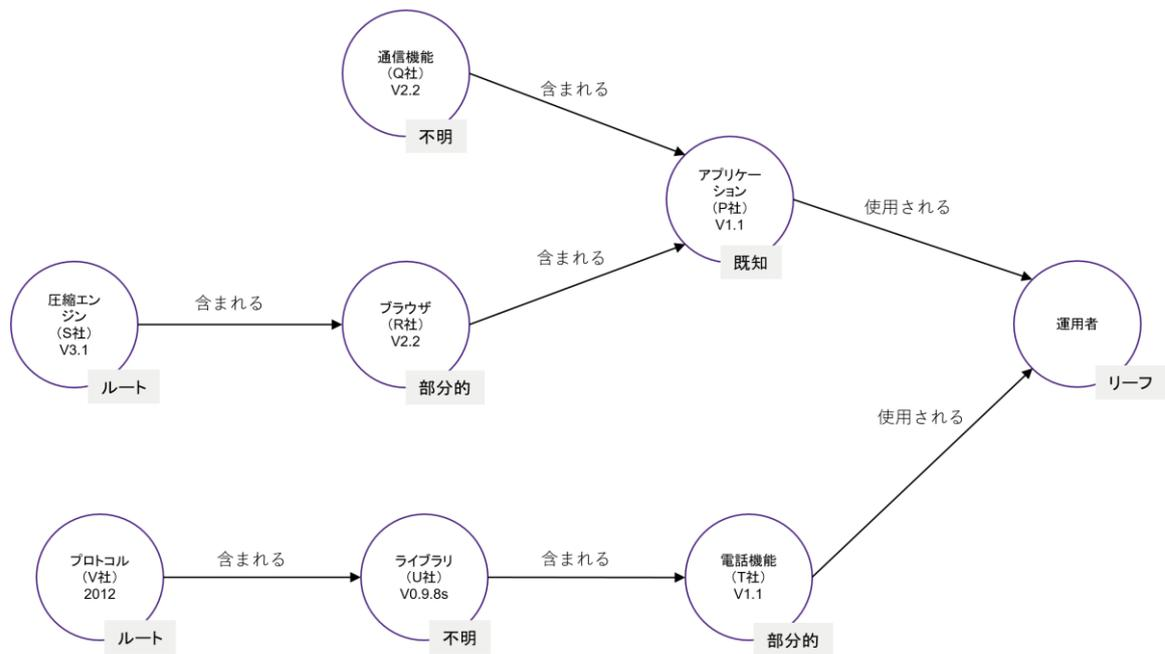 通信機能
（Q社）
V2.2
不明
含まれる
アプリケー
ション
（P社）
V1.1
既知
使用される
圧縮エン
ジン
（S社）
V3.1
ルート
含まれる
ブラウザ
（R社）
V2.2
部分的
含まれる
運用者
リーフ
使用される
プロトコル
（V社）
2012
ルート
含まれる
ライブラリ
（U社）
V0.9.8s
不明
含まれる
電話機能
（T社）
V1.1
部分的